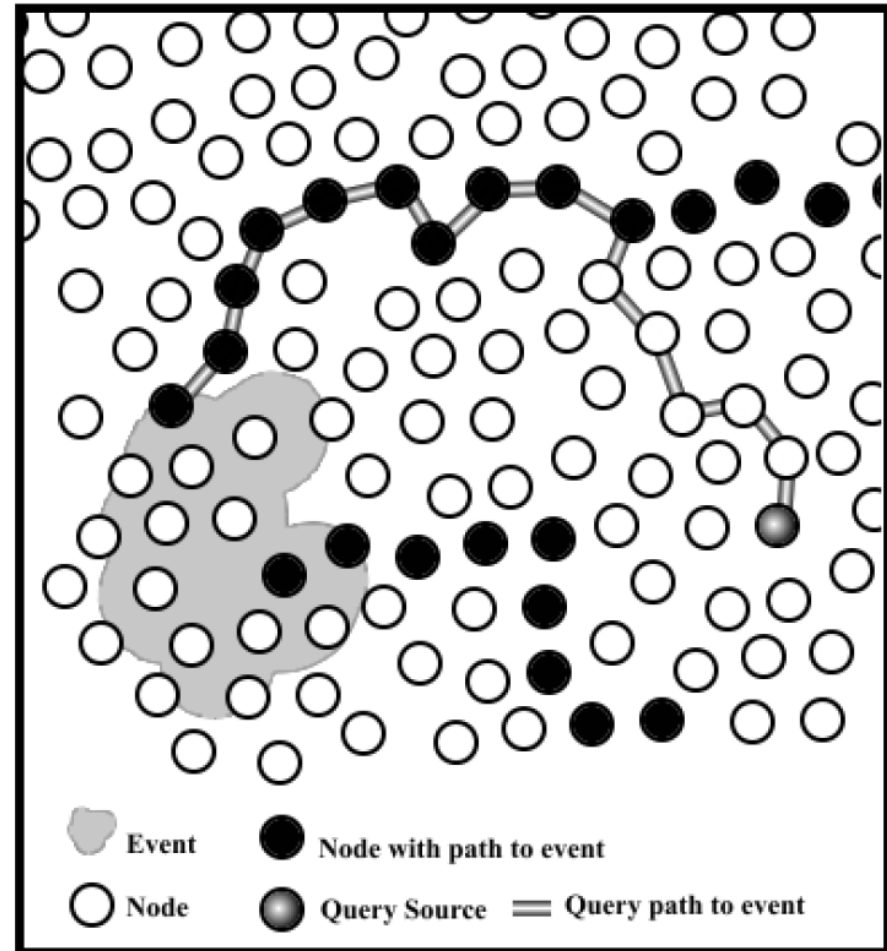 Event
Node with path to event
Node
Query Source
Query path to event